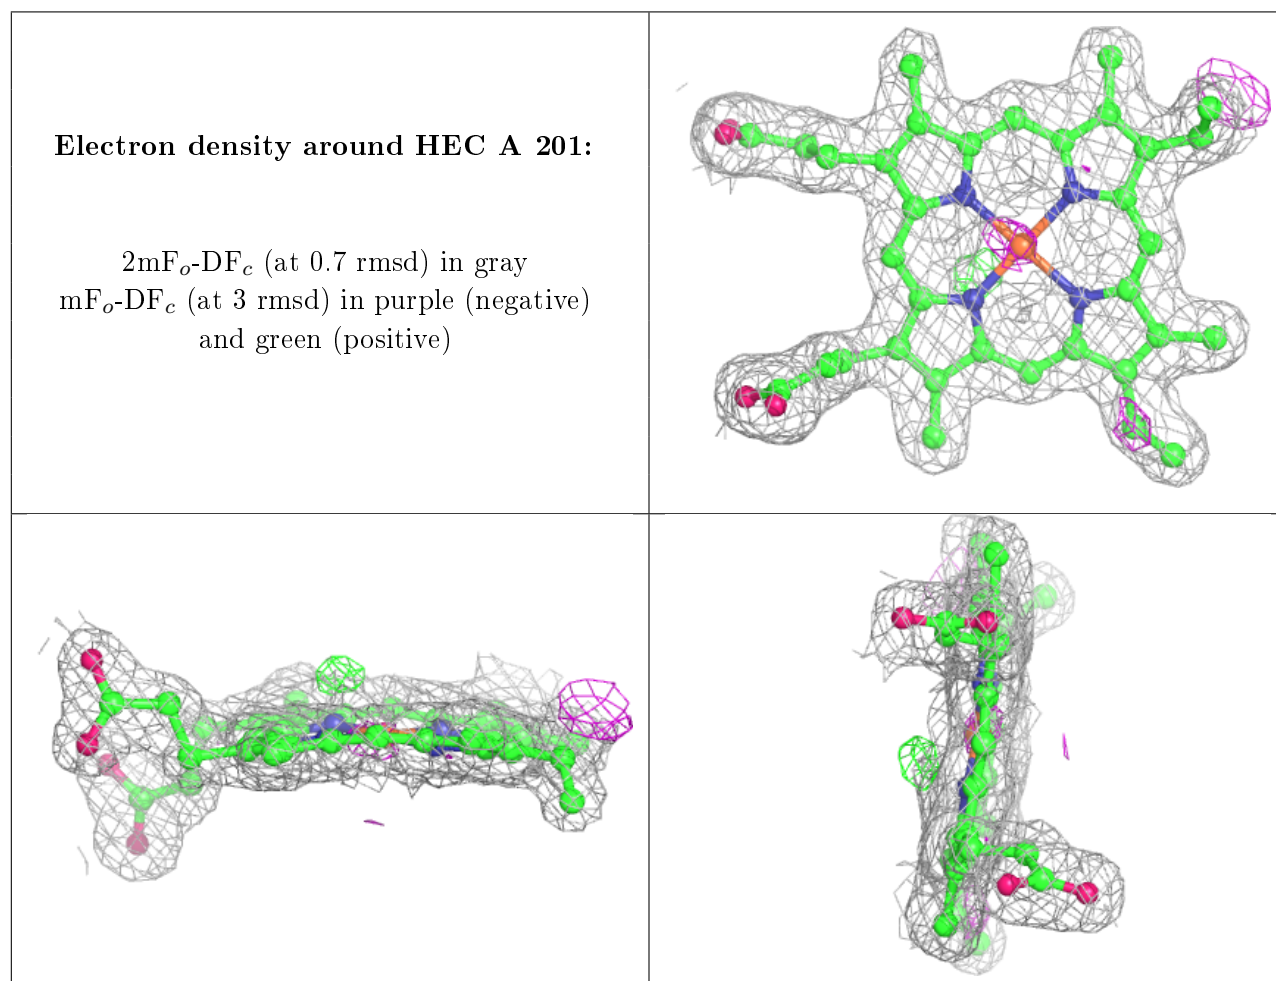 Electron density around HEC A 201:
2mFo-DFc (at 0.7 rmsd) in gray
mFo-DFc (at 3 rmsd) in purple (negative)
and green (positive)